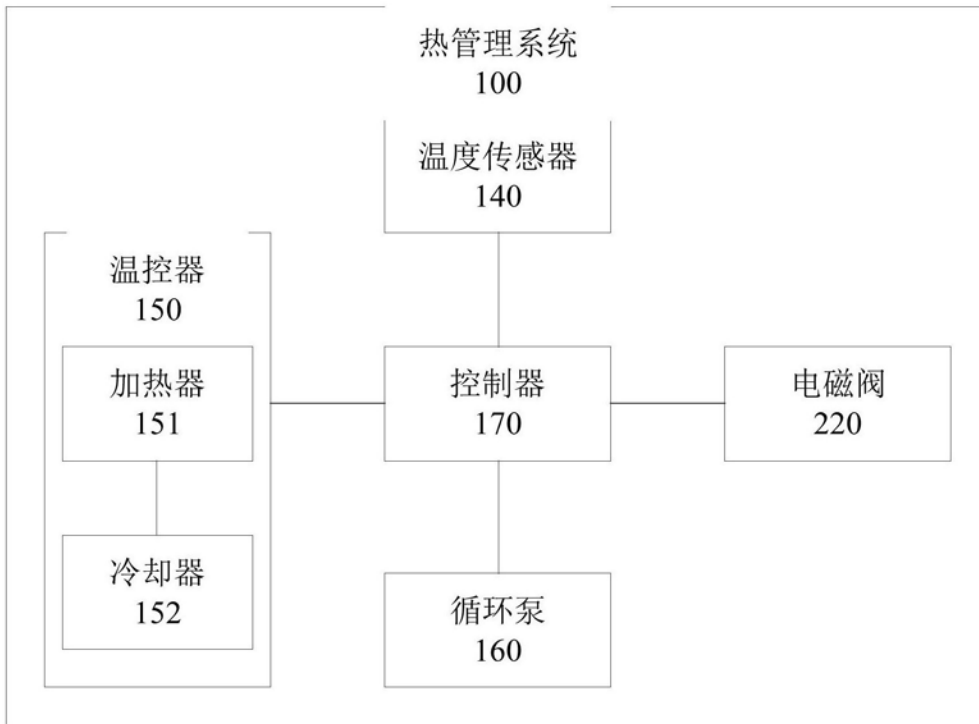 热管理系统
100
温度传感器
140
温控器
150
加热器
151
控制器
170
电磁阀
220
冷却器
152
循环泵
160